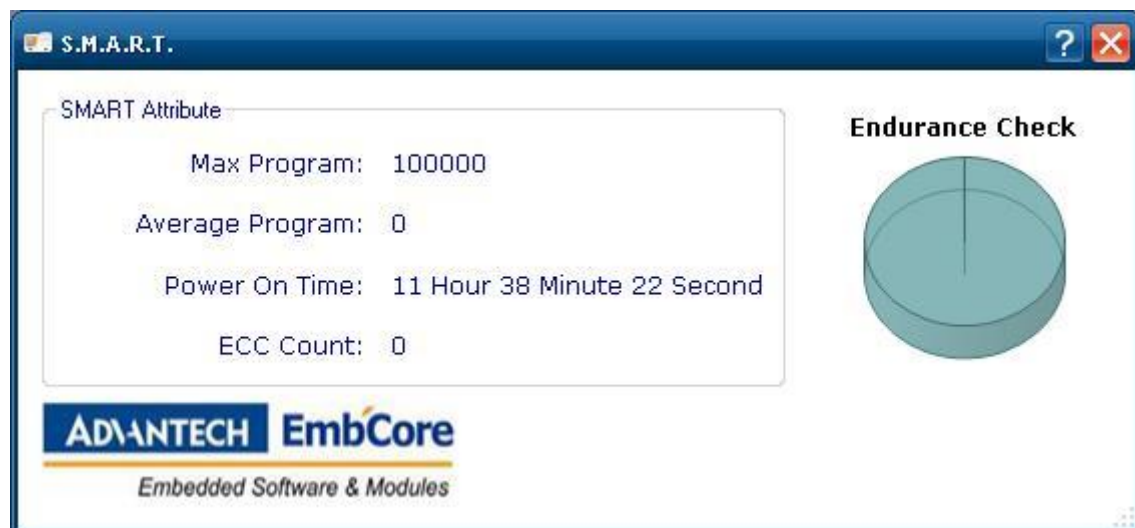 S.M.A.R.T.
?
SMART Attribute
Max Program: 100000
Average Program: 0
Power On Time: 11 Hour 38 Minute 22 Second
ECC Count: 0
Endurance Check
ADVANTECH EmbCore
Embedded Software & Modules